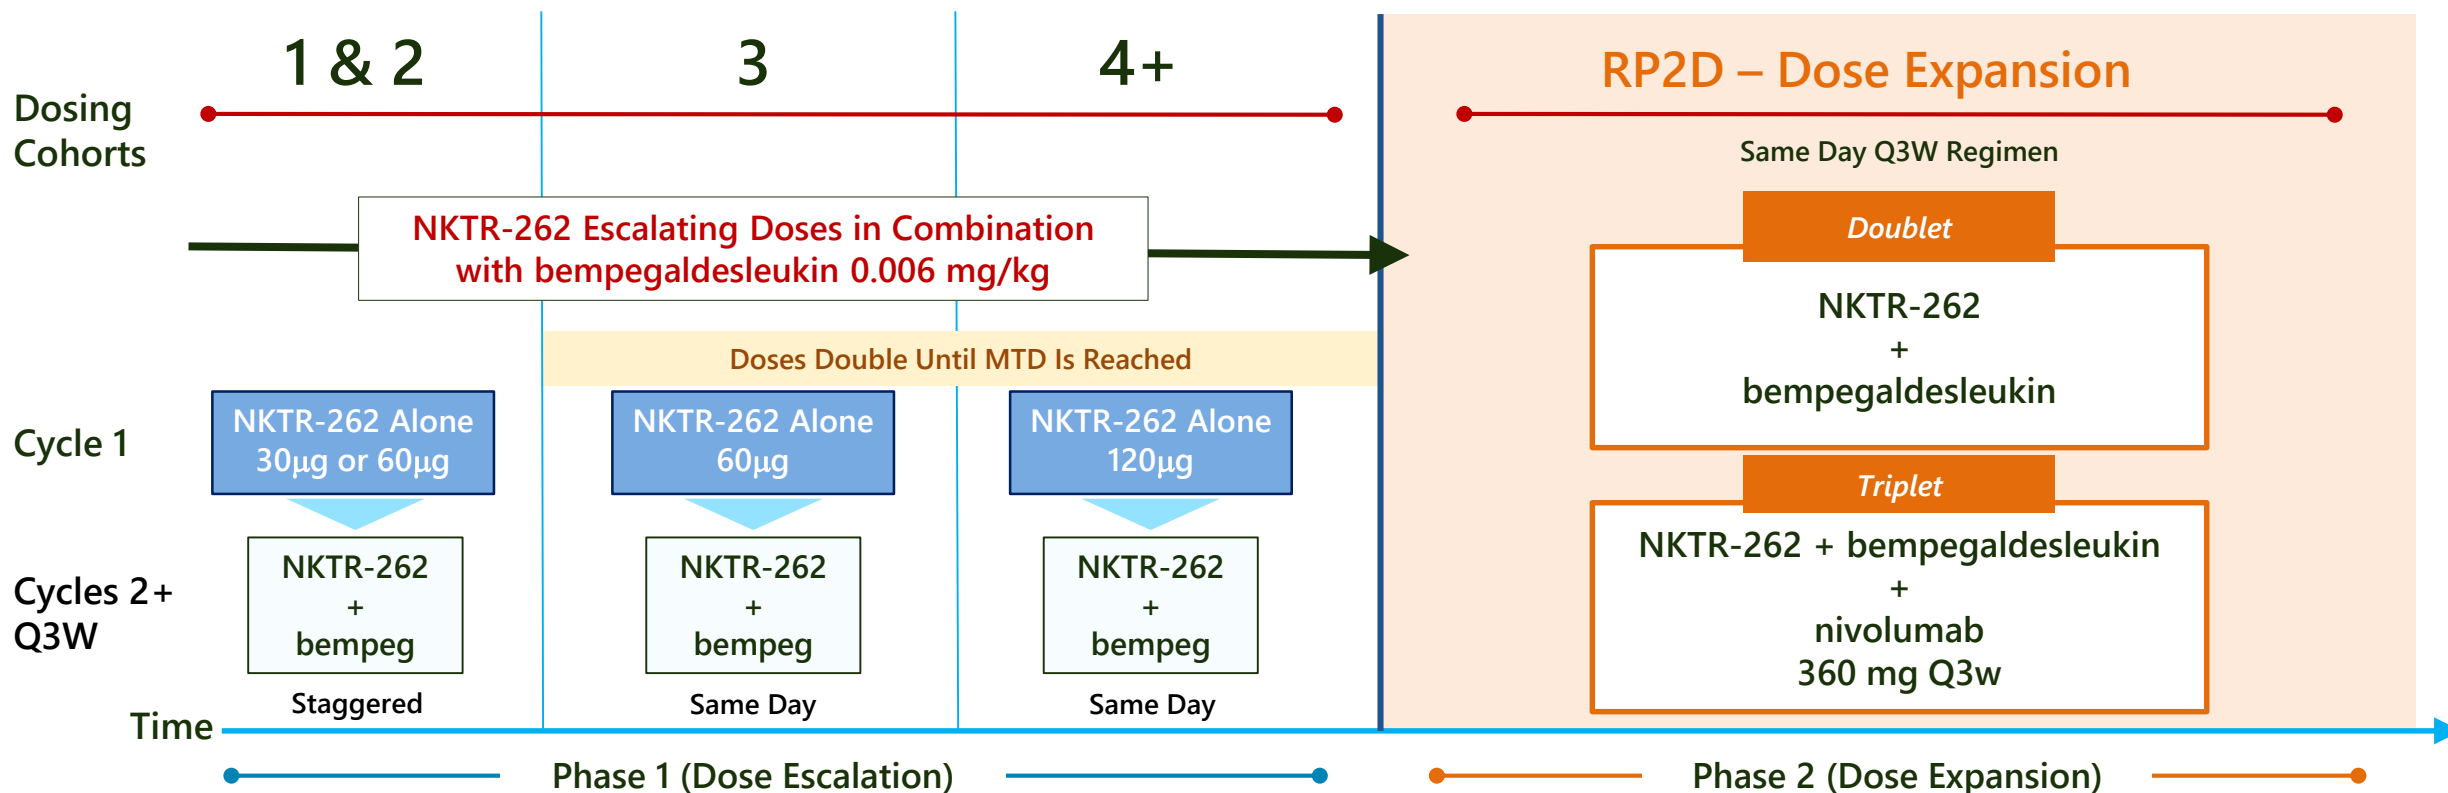 1 & 2
3
4+
RP2D – Dose Expansion
Dosing
Cohorts
Same Day Q3W Regimen
NKTR-262 Escalating Doses in Combination
with bempegaldesleukin 0.006 mg/kg
Doublet
NKTR-262
+
bempegaldesleukin
Doses Double Until MTD Is Reached
Cycle 1
NKTR-262 Alone
30µg or 60µg
NKTR-262 Alone
60µg
NKTR-262 Alone
120µg
Triplet
NKTR-262 + bempegaldesleukin
+
nivolumab
360 mg Q3w
Cycles 2+
Q3W
NKTR-262
+
bempeg
Staggered
NKTR-262
+
bempeg
Same Day
NKTR-262
+
bempeg
Same Day
Time
Phase 1 (Dose Escalation)
Phase 2 (Dose Expansion)